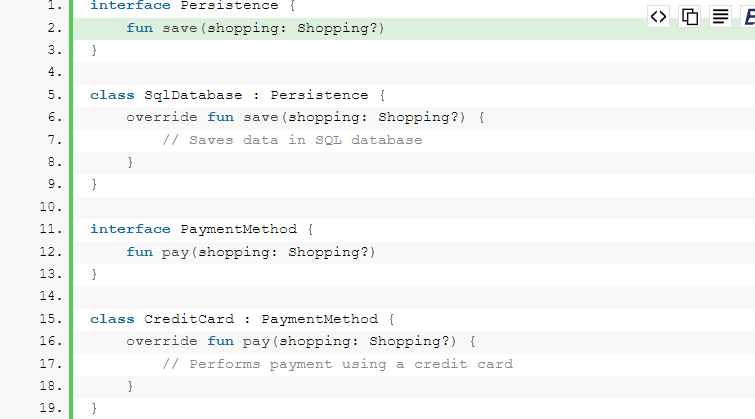 1. interface Persistence {
2. fun save(shopping: Shopping?)
3. }
4.
5. class SqlDatabase : Persistence {
6. override fun save(shopping: Shopping?) {
7. // Saves data in SQL database
8. }
9. }
10.
11. interface PaymentMethod {
12. fun pay(shopping: Shopping?)
13. }
14.
15. class CreditCard : PaymentMethod {
16. override fun pay(shopping: Shopping?) {
17. // Performs payment using a credit card
18. }
19. }